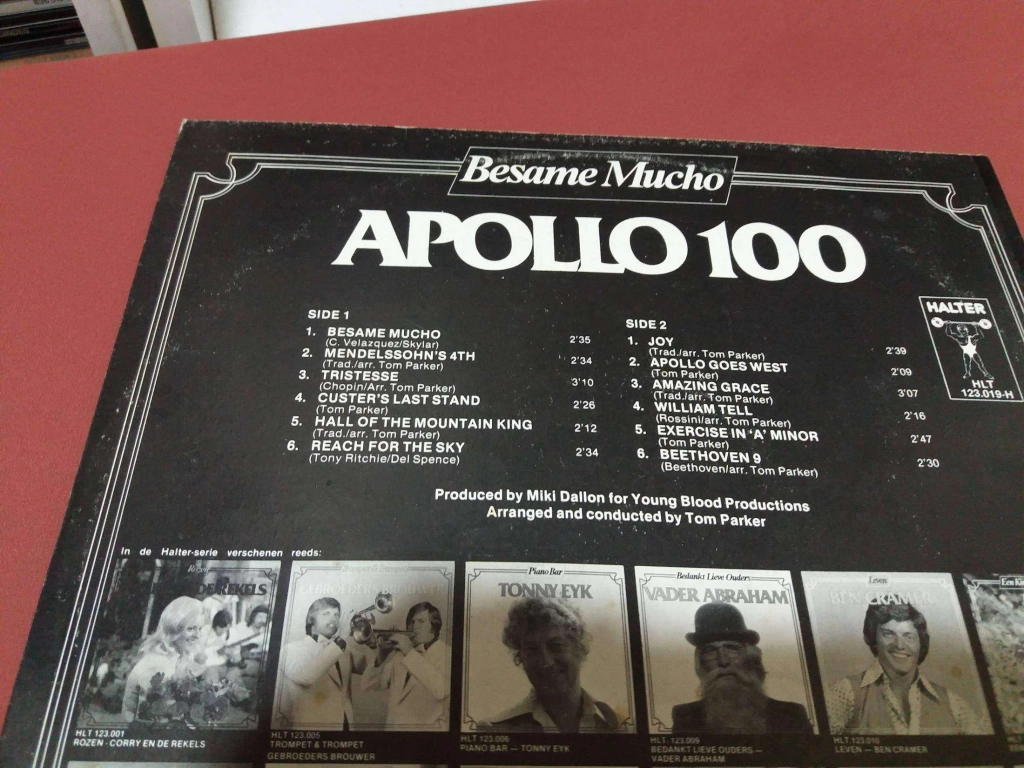 Besame Mucho
APOLLO 100
SIDE 1
1. BESAME MUCHO 2'35
(C. Velazquez/Skylar)
2. MENDELSSOHN'S 4TH 2'34
(Trad./arr. Tom Parker)
3. TRISTESSE 3'10
(Chopin/Arr. Tom Parker)
4. CUSTER'S LAST STAND 2'26
(Tom Parker)
5. HALL OF THE MOUNTAIN KING 2'12
(Trad./arr. Tom Parker)
6. REACH FOR THE SKY 2'34
(Tony Ritchie/Del Spence)
SIDE 2
1. JOY 2'39
(Trad./arr. Tom Parker)
2. APOLLO GOES WEST 2'09
(Tom Parker)
3. AMAZING GRACE 3'07
(Trad./arr. Tom Parker)
4. WILLIAM TELL 2'16
(Rossini/arr. Tom Parker)
5. EXERCISE IN 'A' MINOR 2'47
(Tom Parker)
6. BEETHOVEN 9 2'30
(Beethoven/arr. Tom Parker)
HALTER
HLT
123.019-H
Produced by Miki Dallon for Young Blood Productions
Arranged and conducted by Tom Parker
In de Halter-serie verschenen reeds:
Rozen
DE REKELS
GEBROEDERS BROUWER
Piano Bar
TONNY EYK
Bedankt Lieve Ouders
VADER ABRAHAM
Leven
BEN CRAMER
HLT 123.001
ROZEN - CORRY EN DE REKELS
HLT 123.005
TROMPET & TROMPET
GEBROEDERS BROUWER
HLT 123.006
PIANO BAR — TONNY EYK
HLT. 123.009
BEDANKT LIEVE OUDERS —
VADER ABRAHAM
HLT. 123.010
LEVEN — BEN CRAMER